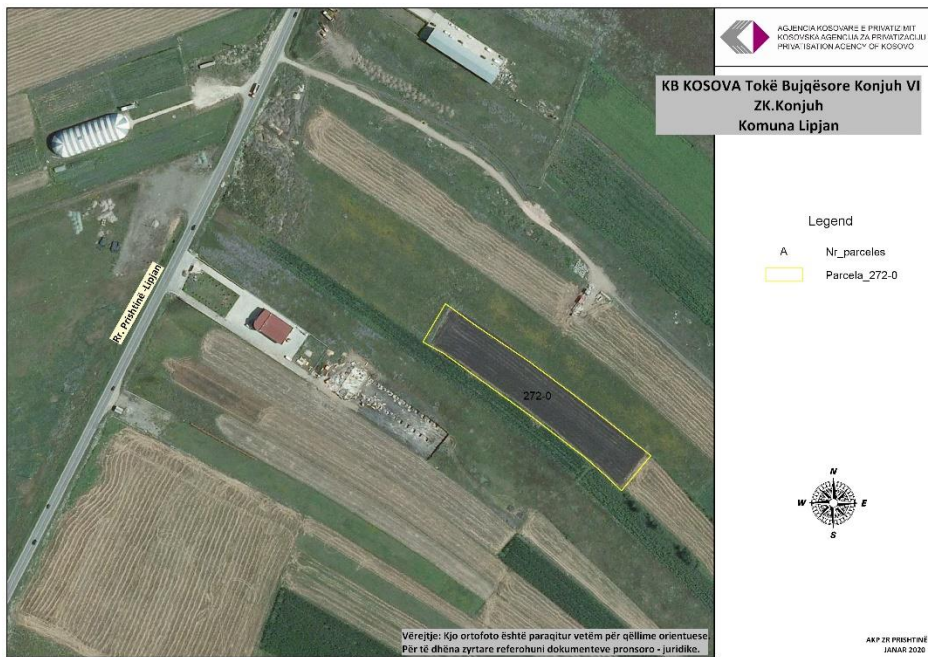 AGJENCIA KOSOVARE E PRIVATIZIMIT
KOSOVSKA AGENCIJA ZA PRIVATIZACIJU
PRIVATISATION AGENCY OF KOSOVO
KB KOSOVA Tokë Bujqësore Konjuh VI
ZK.Konjuh
Komuna Lipjan
Legend
A Nr_parceles
Parcela_272-0
Rr. Prishtinë -Lipjan
272-0
N
W E
S
Vërejtje: Kjo ortofoto është paraqitur vetëm për qëllime orientuese.
Për të dhëna zyrtare referohuni dokumenteve pronsoro - juridike.
AKP ZR PRISHTINË
JANAR 2020